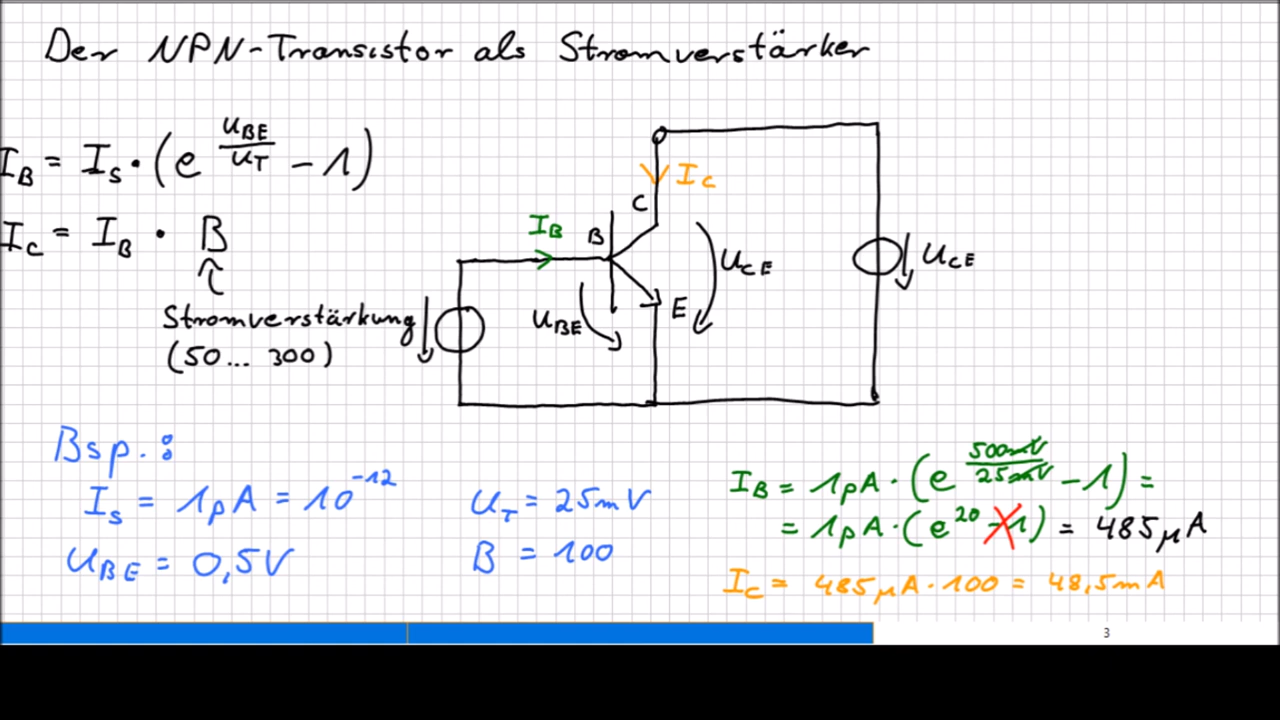 Der NPN-Transistor als Stromverstärker
I_B = I_S · (e^(U_BE/U_T) - 1)
I_C = I_B · B
Stromverstärkung
(50... 300)
I_C
C
I_B
B
U_CE
U_CE
U_BE
E
Bsp.:
I_S = 1pA = 10^-12
U_T = 25mV
U_BE = 0,5V
B = 100
I_B = 1pA · (e^(500mV/25mV) - 1) =
= 1pA · (e^20 - 1) = 485µA
I_C = 485µA · 100 = 48,5mA
3